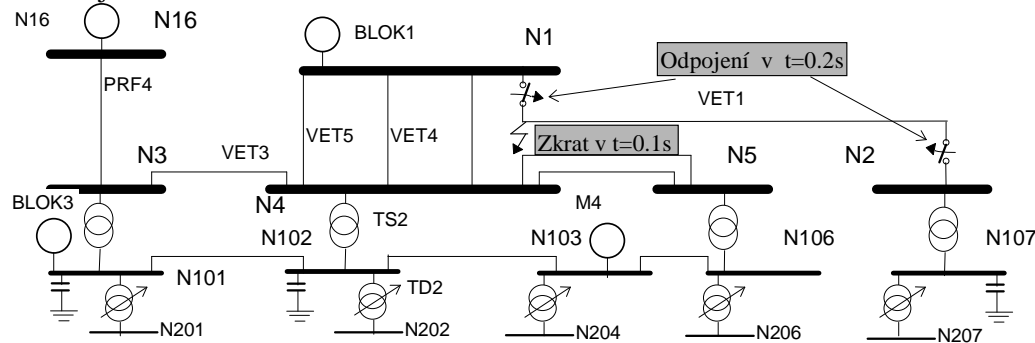 N16
N16
BLOK1
N1
Odpojení v t=0.2s
PRF4
VET1
VET5
VET4
Zkrat v t=0.1s
N3
VET3
N5
N2
BLOK3
N4
TS2
M4
N102
N103
N106
N107
N101
TD2
N201
N202
N204
N206
N207